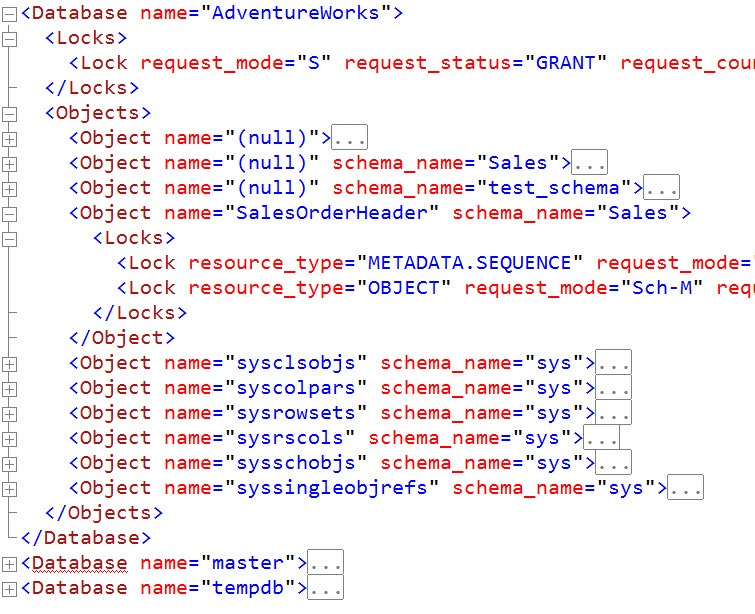 <Database name="AdventureWorks">
<Locks>
<Lock request_mode="S" request_status="GRANT"
</Locks>
<Objects>
<Object name="(null)">...
<Object name="(null)" schema_name="Sales">...
<Object name="(null)" schema_name="test_schema">...
<Object name="SalesOrderHeader" schema_name="Sales">
<Locks>
<Lock resource_type="METADATA.SEQUENCE" request_mode="
<Lock resource_type="OBJECT" request_mode="Sch-M"
</Locks>
</Object>
<Object name="sysclsobjs" schema_name="sys">...
<Object name="syscolpars" schema_name="sys">...
<Object name="sysrowsets" schema_name="sys">...
<Object name="sysrscols" schema_name="sys">...
<Object name="sysschobjs" schema_name="sys">...
<Object name="syssingleobjrefs" schema_name="sys">...
</Objects>
</Database>
<Database name="master">...
<Database name="tempdb">...